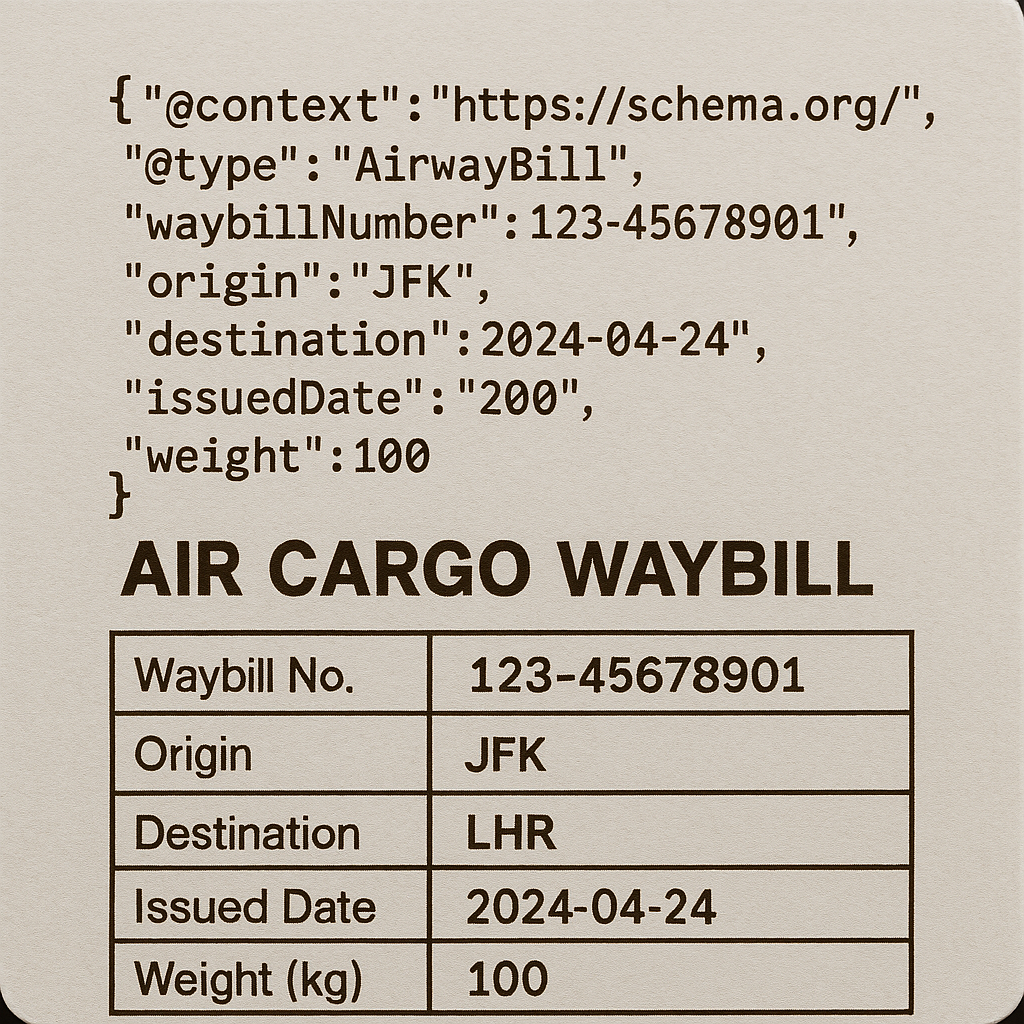 {"@context":"https://schema.org/",
"@type":"AirwayBill",
"waybillNumber":123-45678901",
"origin":"JFK",
"destination":2024-04-24",
"issuedDate":"200",
"weight":100
}
AIR CARGO WAYBILL
Waybill No. 123-45678901
Origin JFK
Destination LHR
Issued Date 2024-04-24
Weight (kg) 100